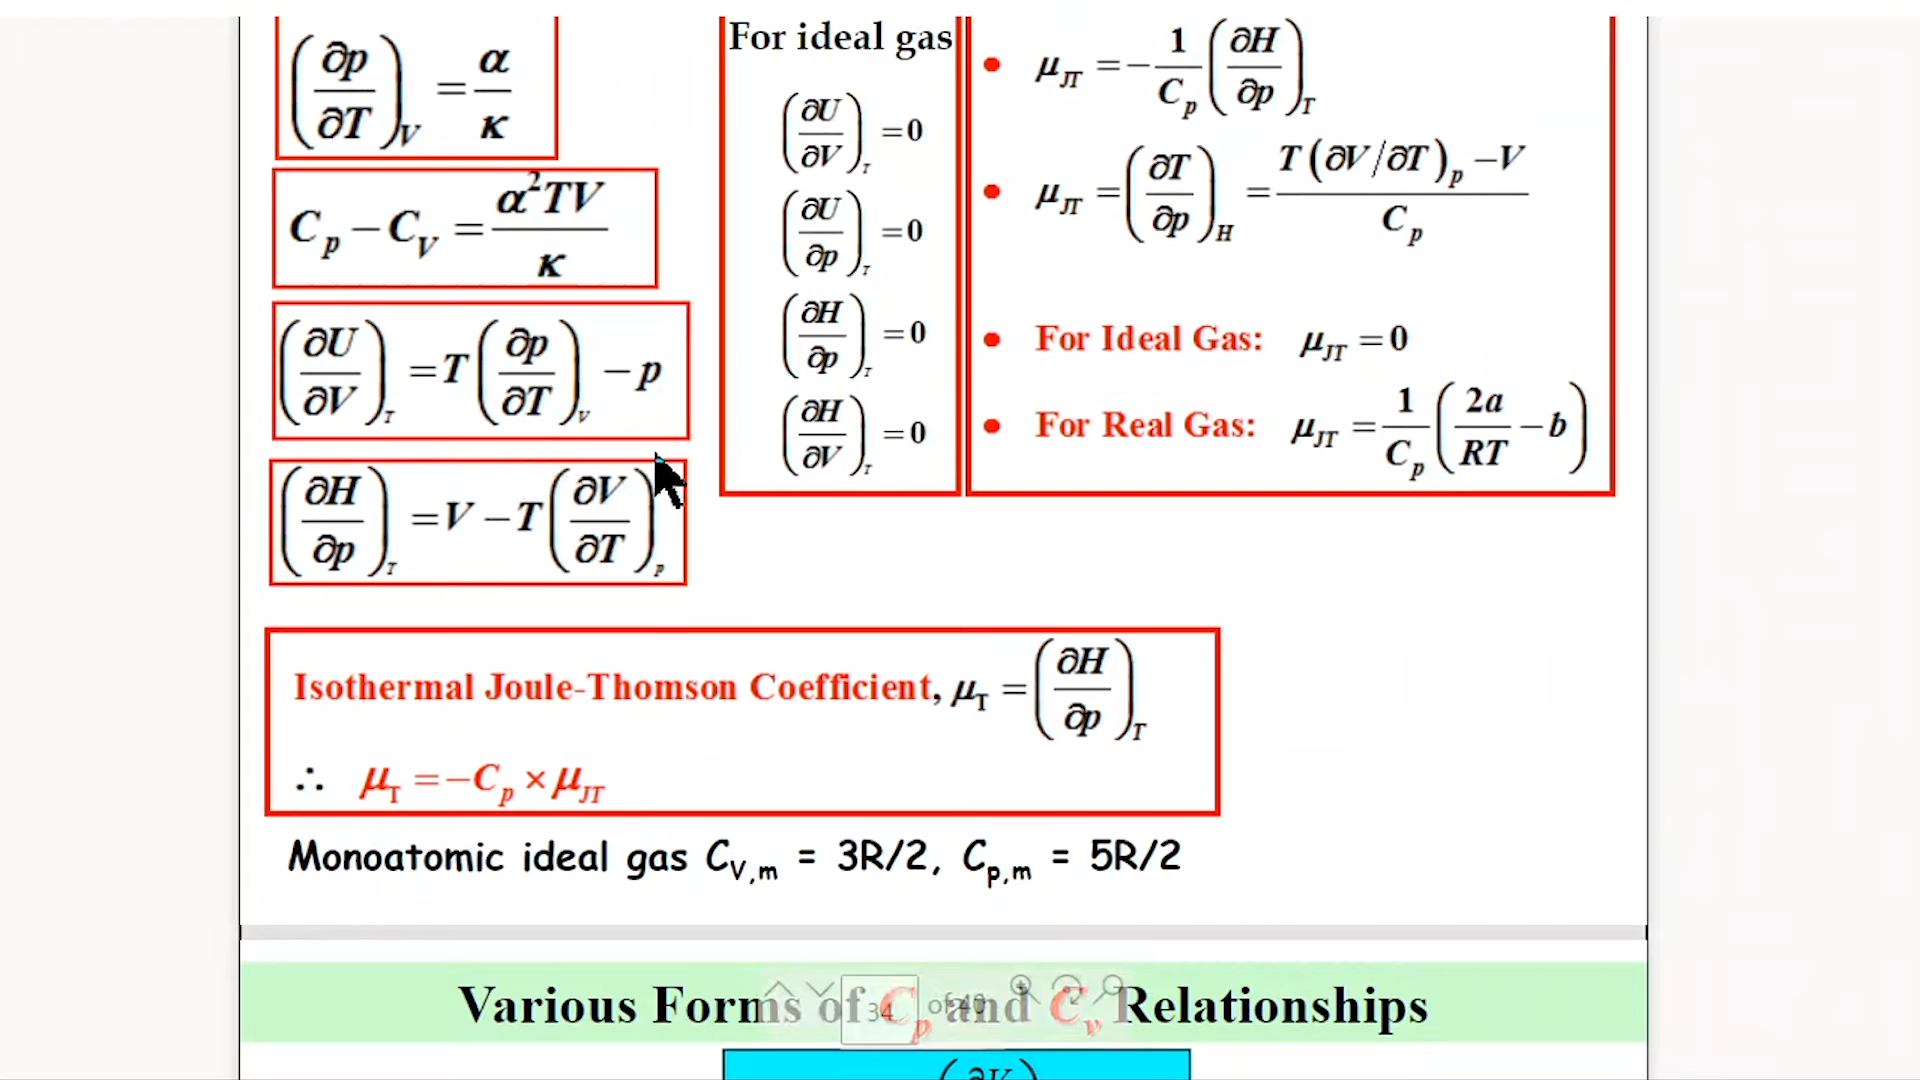 (∂p/∂T)_V = α/κ
C_p − C_V = α²TV/κ
(∂U/∂V)_T = T(∂p/∂T)_V − p
(∂H/∂p)_T = V − T(∂V/∂T)_p
For ideal gas
(∂U/∂V)_T = 0
(∂U/∂p)_T = 0
(∂H/∂p)_T = 0
(∂H/∂V)_T = 0
• μ_JT = − 1/C_p (∂H/∂p)_T
• μ_JT = (∂T/∂p)_H = (T(∂V/∂T)_p − V)/C_p
• For Ideal Gas: μ_JT = 0
• For Real Gas: μ_JT = 1/C_p (2a/RT − b)
Isothermal Joule-Thomson Coefficient, μ_T = (∂H/∂p)_T
∴ μ_T = −C_p × μ_JT
Monoatomic ideal gas C_V,m = 3R/2, C_p,m = 5R/2
Various Forms of C_p and C_v Relationships
34 of 40